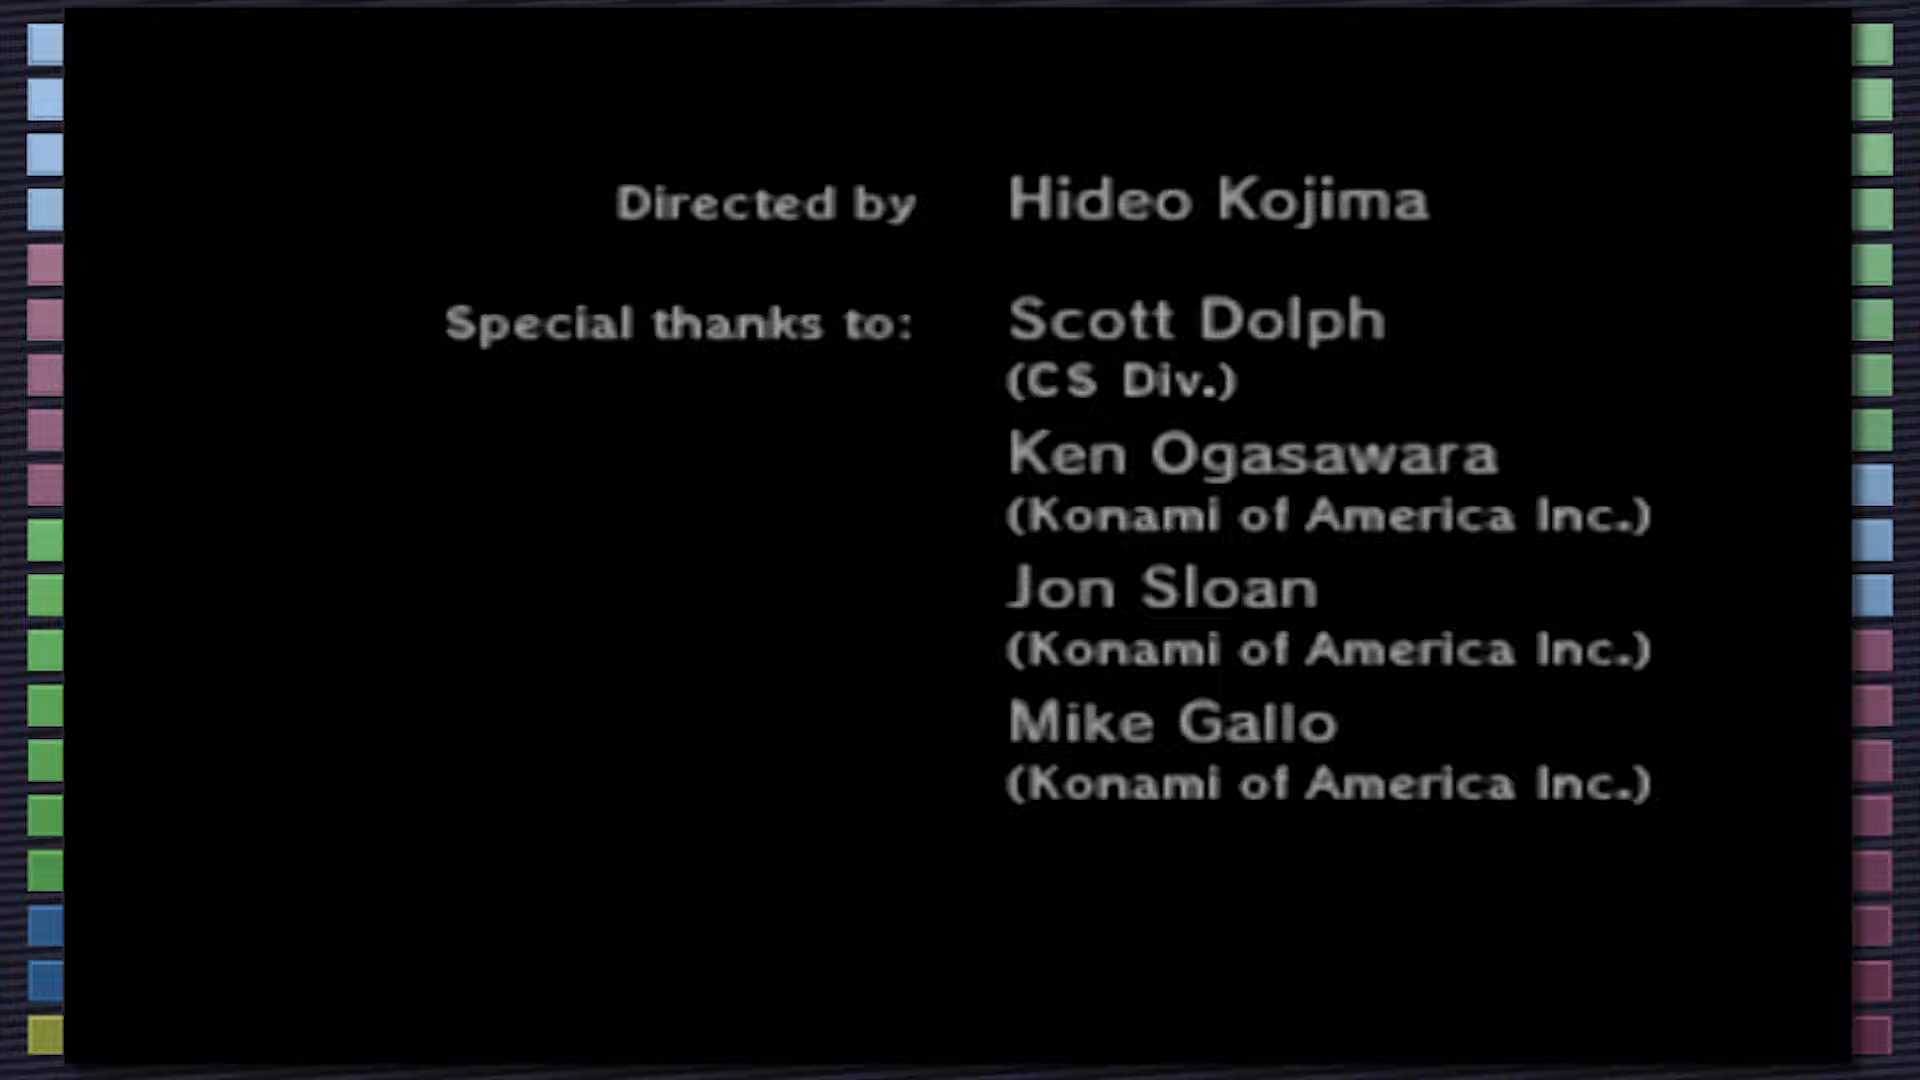 Directed by Hideo Kojima
Special thanks to: Scott Dolph
(CS Div.)
Ken Ogasawara
(Konami of America Inc.)
Jon Sloan
(Konami of America Inc.)
Mike Gallo
(Konami of America Inc.)